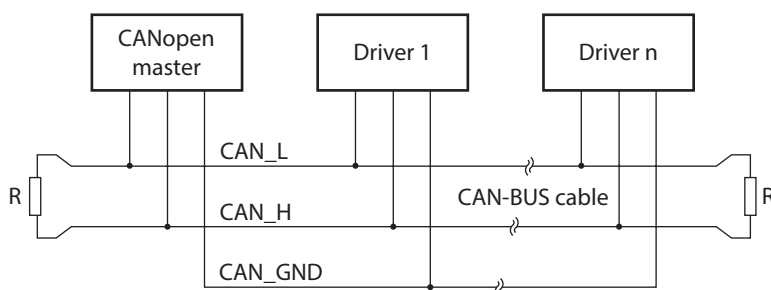 CANopen
master
Driver 1
Driver n
CAN_L
R
CAN-BUS cable
R
CAN_H
CAN_GND